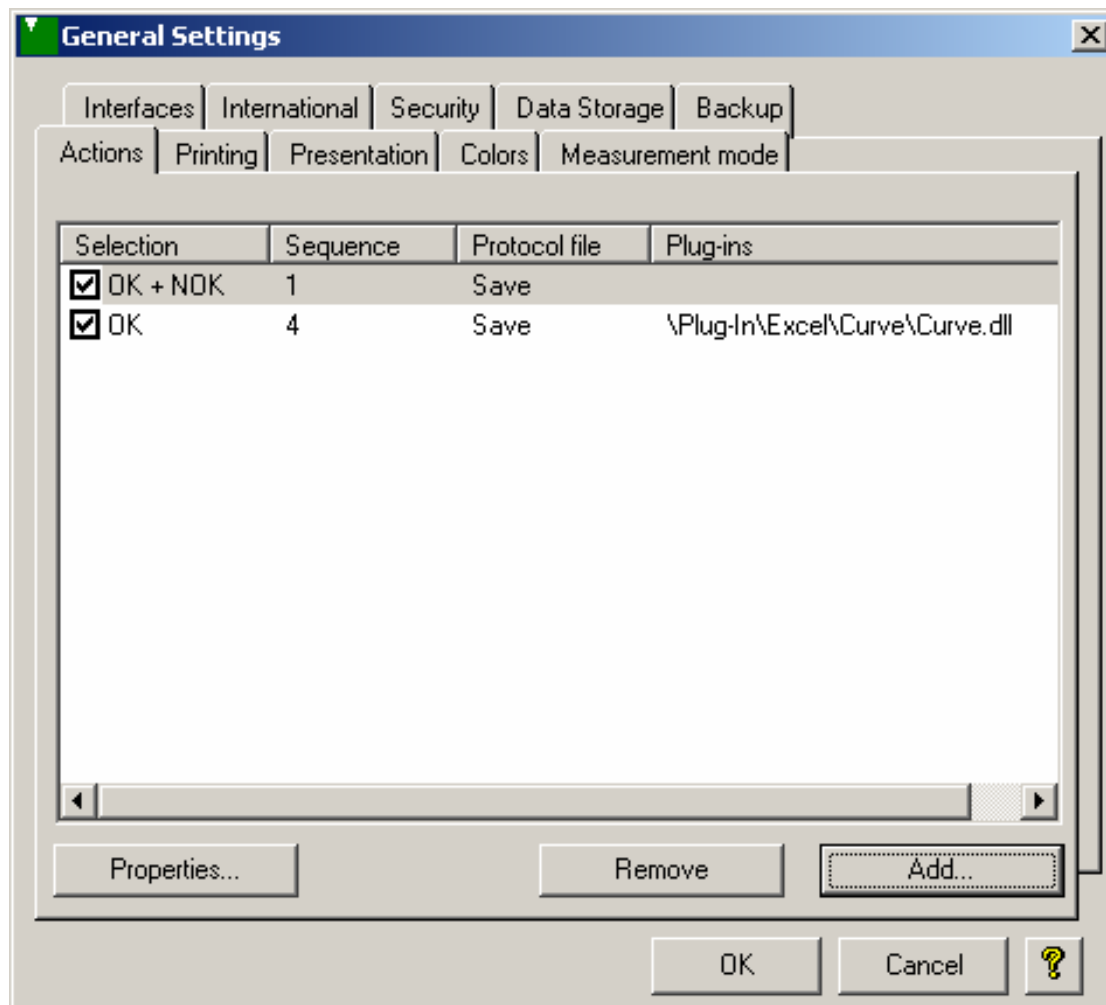 General Settings
Interfaces International Security Data Storage Backup
Actions Printing Presentation Colors Measurement mode
Selection Sequence Protocol file Plug-ins
OK + NOK 1 Save
OK 4 Save \Plug-In\Excel\Curve\Curve.dll
Properties... Remove Add...
OK Cancel ?